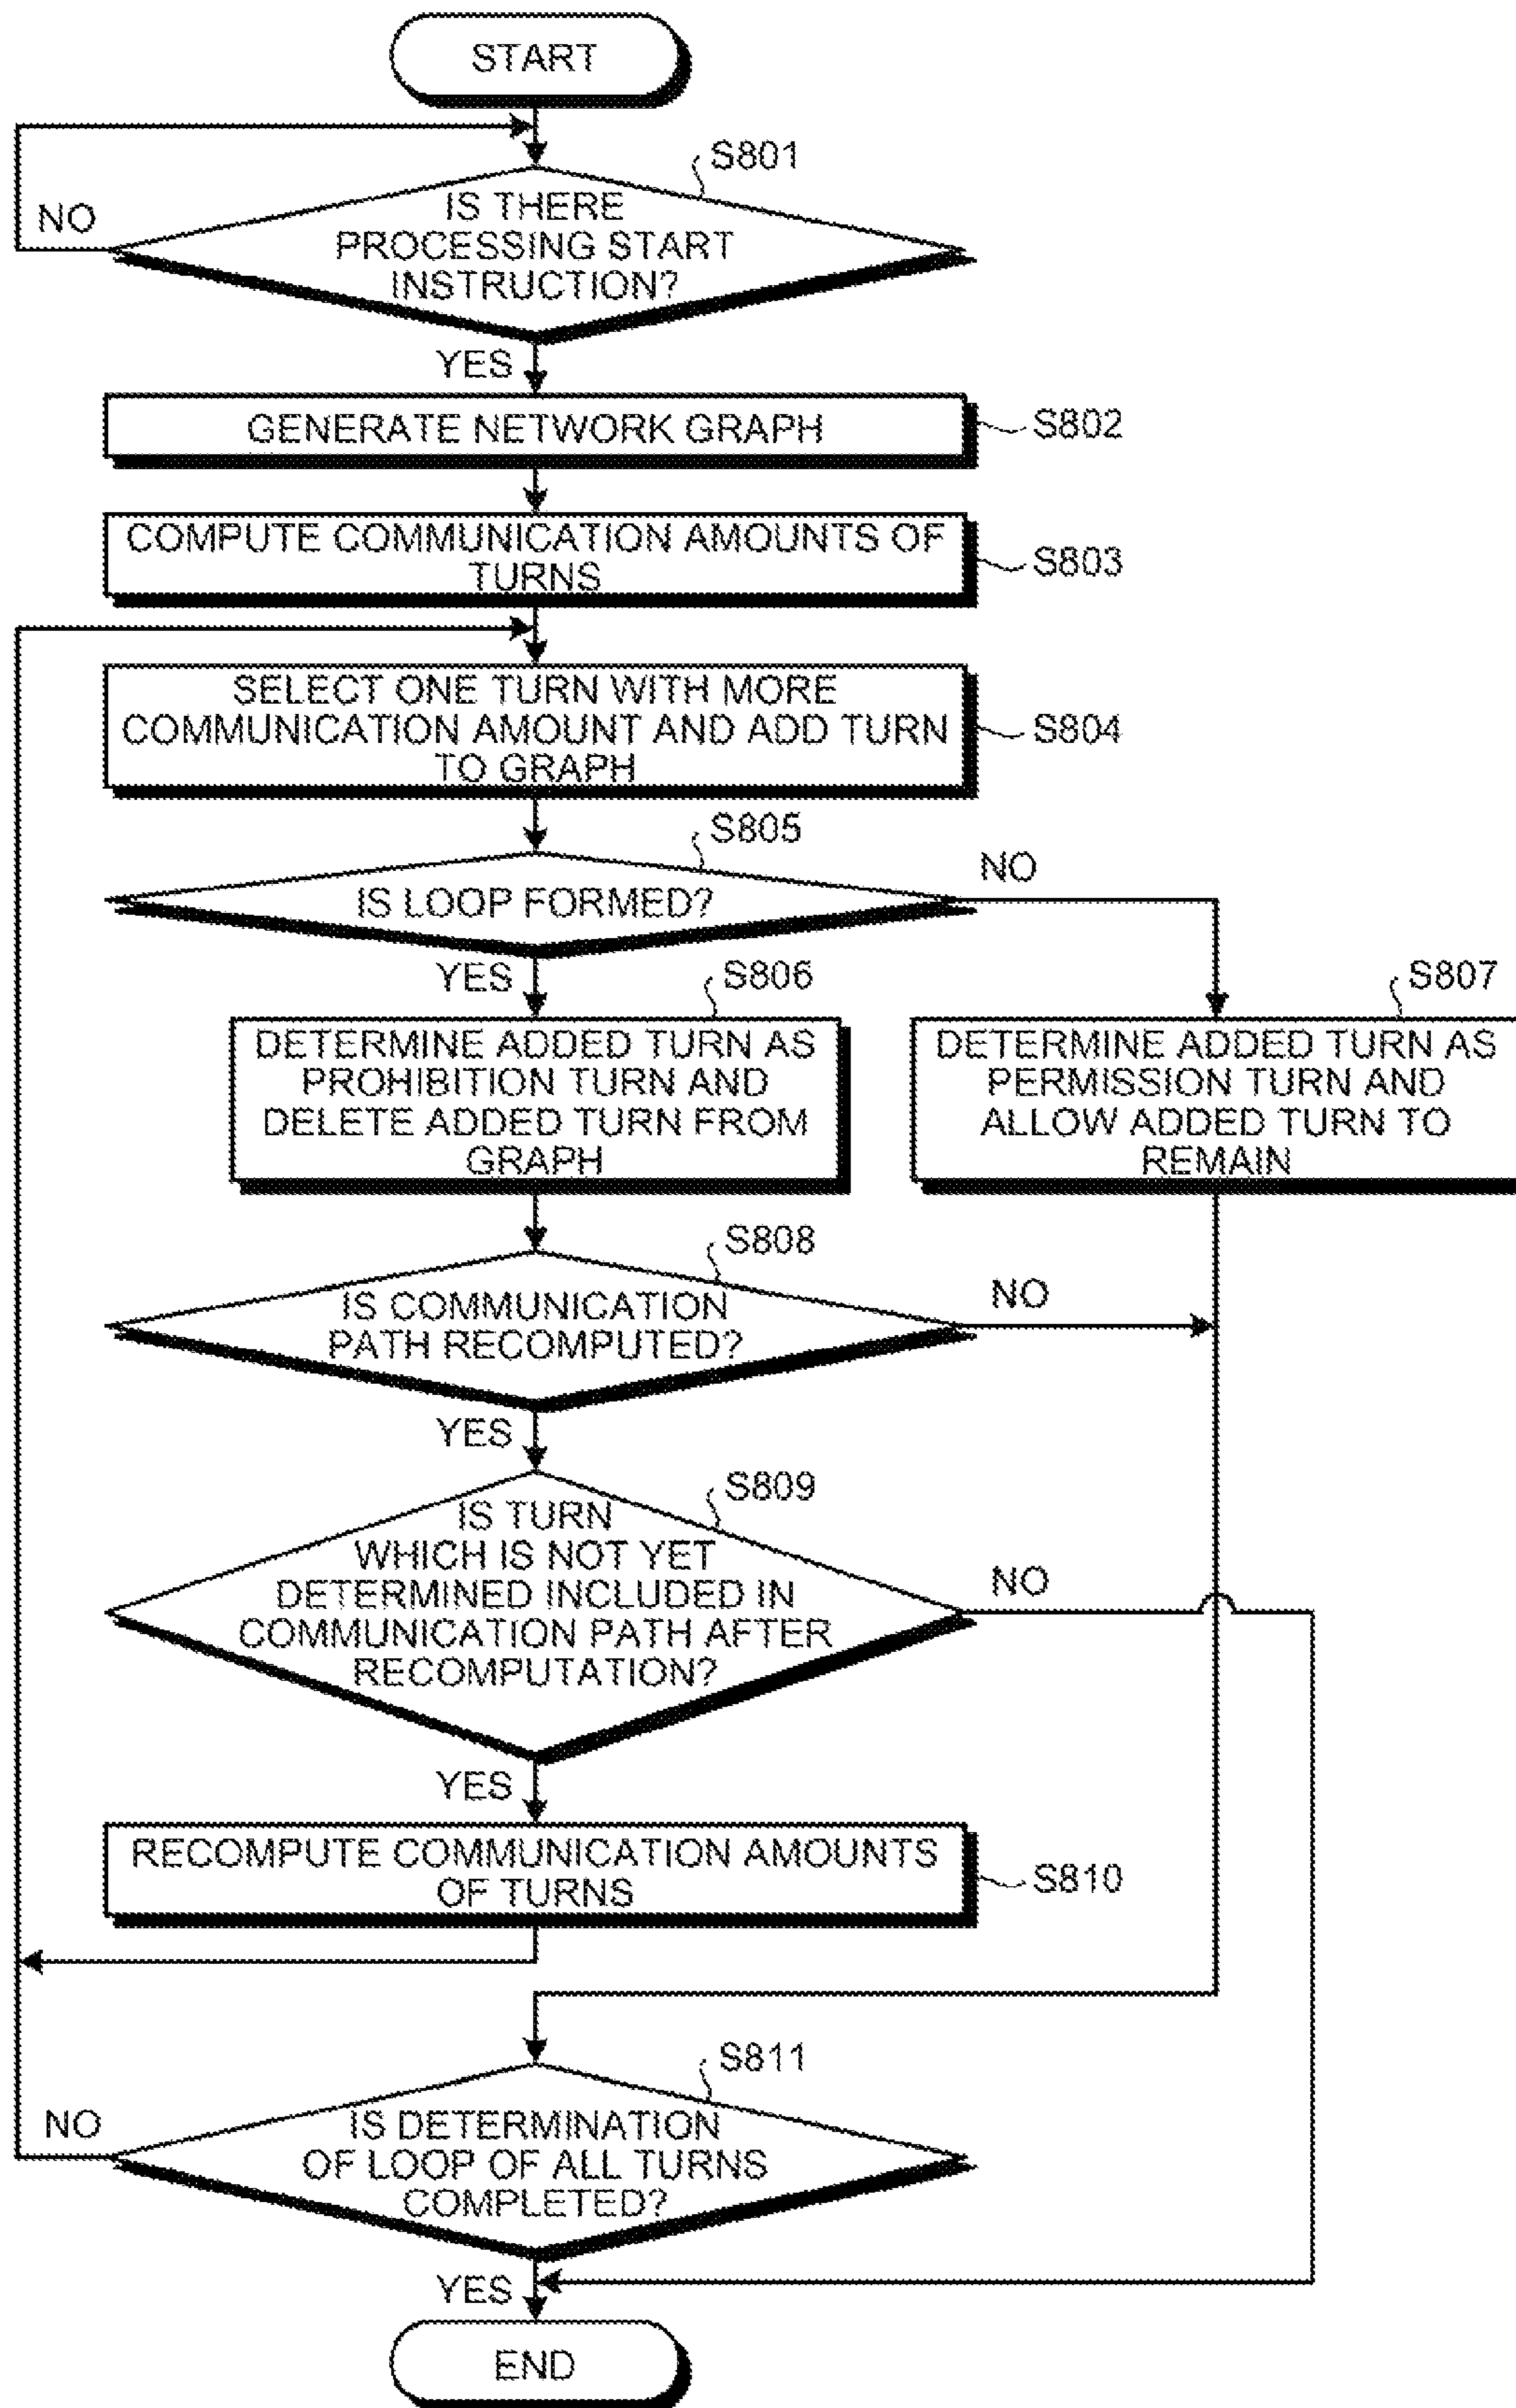 START
S801
NO
IS THERE
PROCESSING START
INSTRUCTION?
YES
GENERATE NETWORK GRAPH
S802
COMPUTE COMMUNICATION AMOUNTS OF
TURNS
S803
SELECT ONE TURN WITH MORE
COMMUNICATION AMOUNT AND ADD TURN
TO GRAPH
S804
S805
NO
IS LOOP FORMED?
YES
S806
S807
DETERMINE ADDED TURN AS
PROHIBITION TURN AND
DELETE ADDED TURN FROM
GRAPH
DETERMINE ADDED TURN AS
PERMISSION TURN AND
ALLOW ADDED TURN TO
REMAIN
S808
NO
IS COMMUNICATION
PATH RECOMPUTED?
YES
S809
IS TURN
WHICH IS NOT YET
DETERMINED INCLUDED IN
COMMUNICATION PATH AFTER
RECOMPUTATION?
NO
YES
RECOMPUTE COMMUNICATION AMOUNTS
OF TURNS
S810
S811
NO
IS DETERMINATION
OF LOOP OF ALL TURNS
COMPLETED?
YES
END